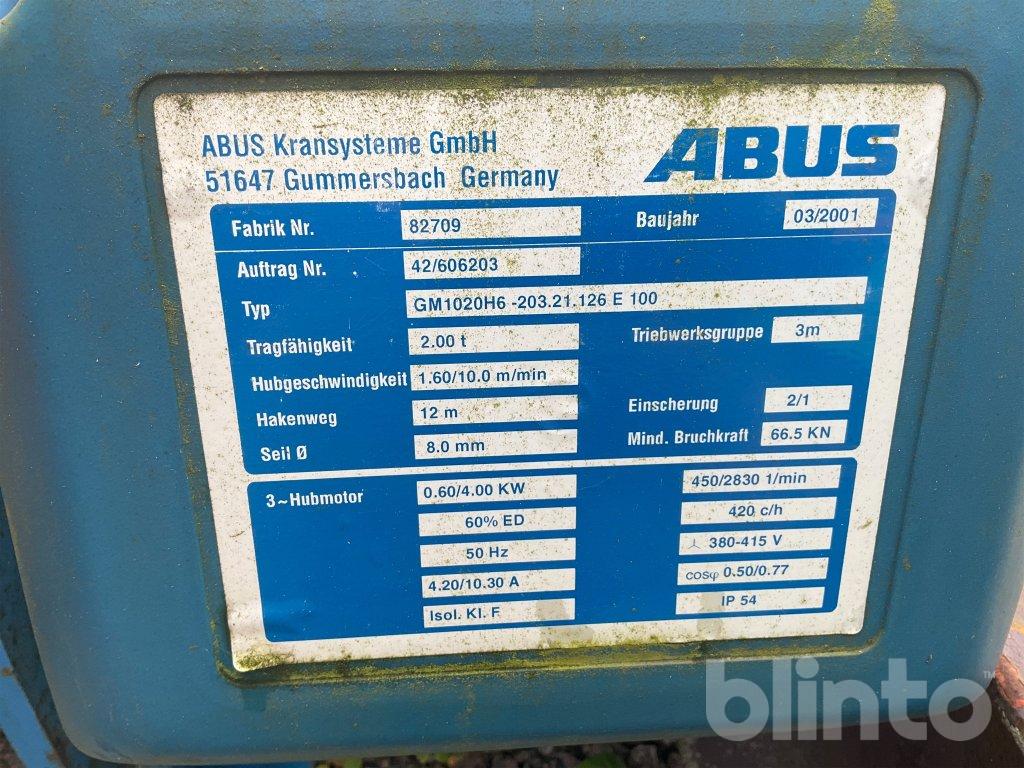 ABUS Kransysteme GmbH
51647 Gummersbach Germany
ABUS
Fabrik Nr. 82709 Baujahr 03/2001
Auftrag Nr. 42/606203
Typ GM1020H6 -203.21.126 E 100
Tragfähigkeit 2.00 t Triebwerksgruppe 3m
Hubgeschwindigkeit 1.60/10.0 m/min
Hakenweg 12 m Einscherung 2/1
Seil Ø 8.0 mm Mind. Bruchkraft 66.5 KN
3~Hubmotor 0.60/4.00 KW 450/2830 1/min
60% ED 420 c/h
50 Hz 380-415 V
4.20/10.30 A cosφ 0.50/0.77
Isol. Kl. F IP 54
blinto™